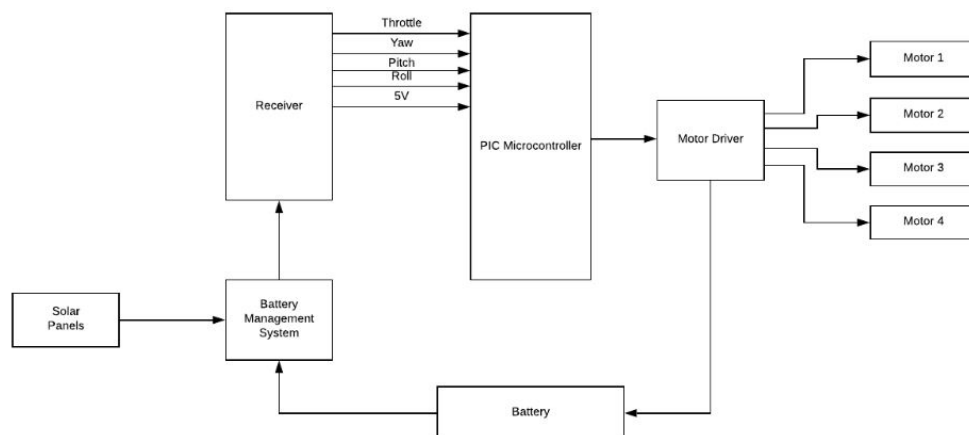 Throttle
Yaw
Pitch
Roll
5V
Receiver
PIC Microcontroller
Motor Driver
Motor 1
Motor 2
Motor 3
Motor 4
Solar
Panels
Battery
Management
System
Battery